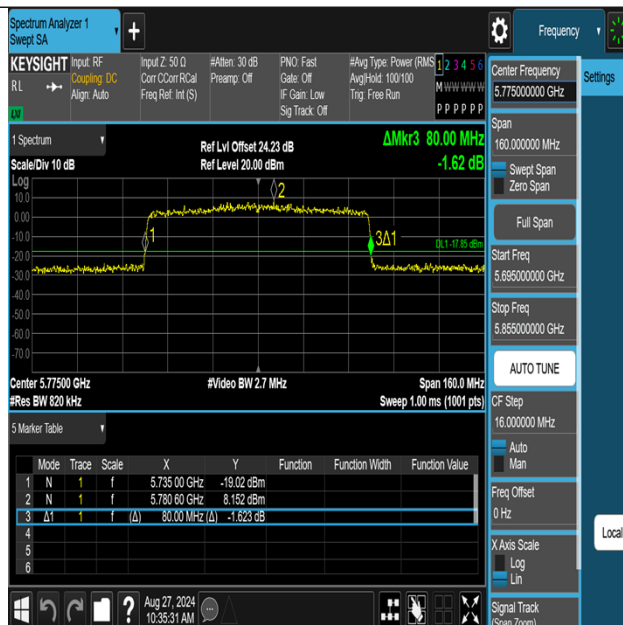 Spectrum Analyzer 1
Swept SA
+
Frequency
KEYSIGHT
RL
Input: RF
Coupling: DC
Align: Auto
Input Z: 50 Ω
Corr CCorr RCal
Freq Ref: Int (S)
#Atten: 30 dB
Preamp: Off
PNO: Fast
Gate: Off
IF Gain: Low
Sig Track: Off
#Avg Type: Power (RMS
Avg|Hold: 100/100
Trig: Free Run
1 2 3 4 5 6
M W W W W W
P P P P P P
LXI
1 Spectrum
Scale/Div 10 dB
Log
Ref Lvl Offset 24.23 dB
Ref Level 20.00 dBm
ΔMkr3 80.00 MHz
-1.62 dB
10.0
0.00
-10.0
-20.0
-30.0
-40.0
-50.0
-60.0
-70.0
1
2
3Δ1
DL1 -17.85 dBm
Center 5.77500 GHz
#Res BW 820 kHz
#Video BW 2.7 MHz
Span 160.0 MHz
Sweep 1.00 ms (1001 pts)
5 Marker Table
Mode Trace Scale X Y Function Function Width Function Value
1 N 1 f 5.735 00 GHz -19.02 dBm
2 N 1 f 5.780 60 GHz 8.152 dBm
3 Δ1 1 f (Δ) 80.00 MHz (Δ) -1.623 dB
4
5
6
?
Aug 27, 2024
10:35:31 AM
Center Frequency
5.775000000 GHz
Settings
Span
160.000000 MHz
Swept Span
Zero Span
Full Span
Start Freq
5.695000000 GHz
Stop Freq
5.855000000 GHz
AUTO TUNE
CF Step
16.000000 MHz
Auto
Man
Freq Offset
0 Hz
Local
X Axis Scale
Log
Lin
Signal Track
(Span Zoom)